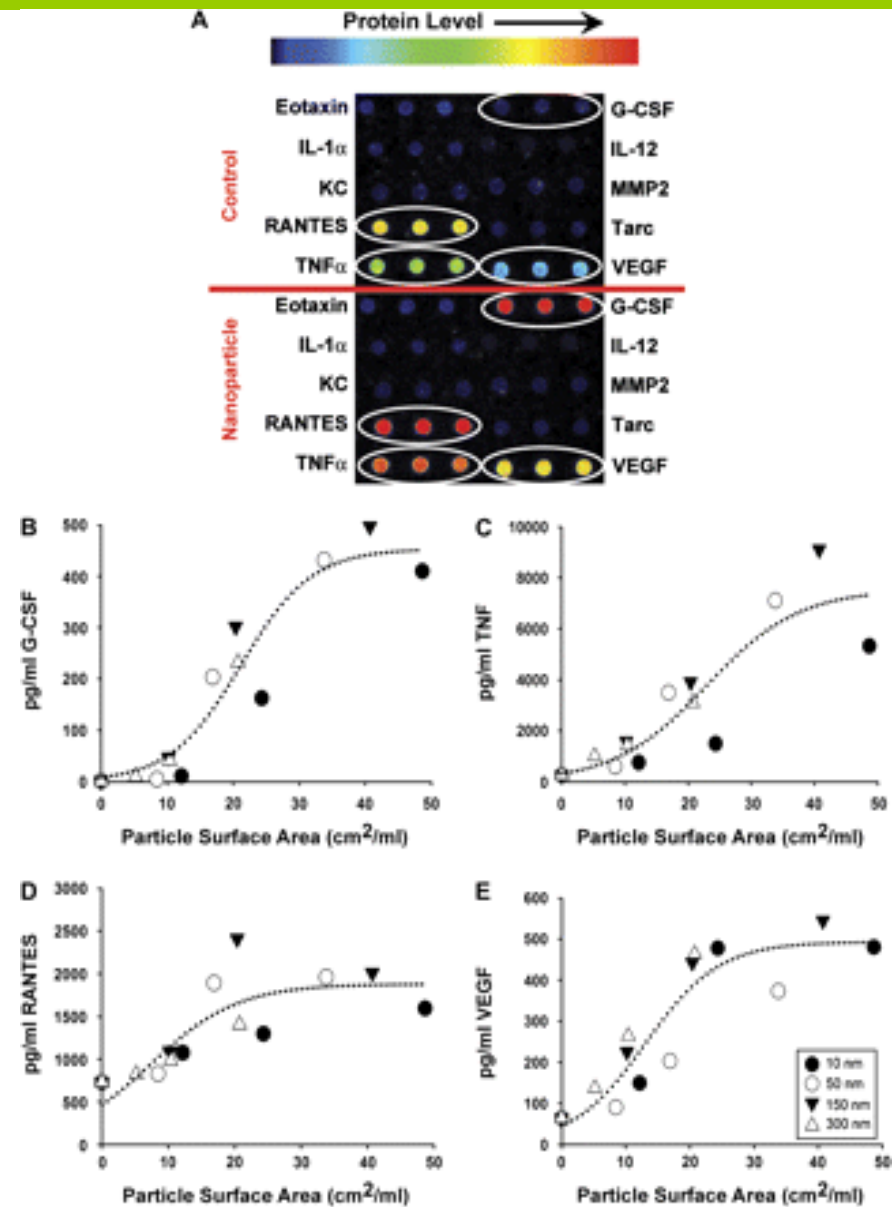 A
Protein Level
Control
Eotaxin G-CSF
IL-1α IL-12
KC MMP2
RANTES Tarc
TNFα VEGF
Nanoparticle
Eotaxin G-CSF
IL-1α IL-12
KC MMP2
RANTES Tarc
TNFα VEGF
B
pg/ml G-CSF
500
400
300
200
100
0
0 10 20 30 40 50
Particle Surface Area (cm²/ml)
C
pg/ml TNF
10000
8000
6000
4000
2000
0
0 10 20 30 40 50
Particle Surface Area (cm²/ml)
D
pg/ml RANTES
3000
2500
2000
1500
1000
500
0
0 10 20 30 40 50
Particle Surface Area (cm²/ml)
E
pg/ml VEGF
600
500
400
300
200
100
0
0 10 20 30 40 50
Particle Surface Area (cm²/ml)
10 nm
50 nm
150 nm
300 nm